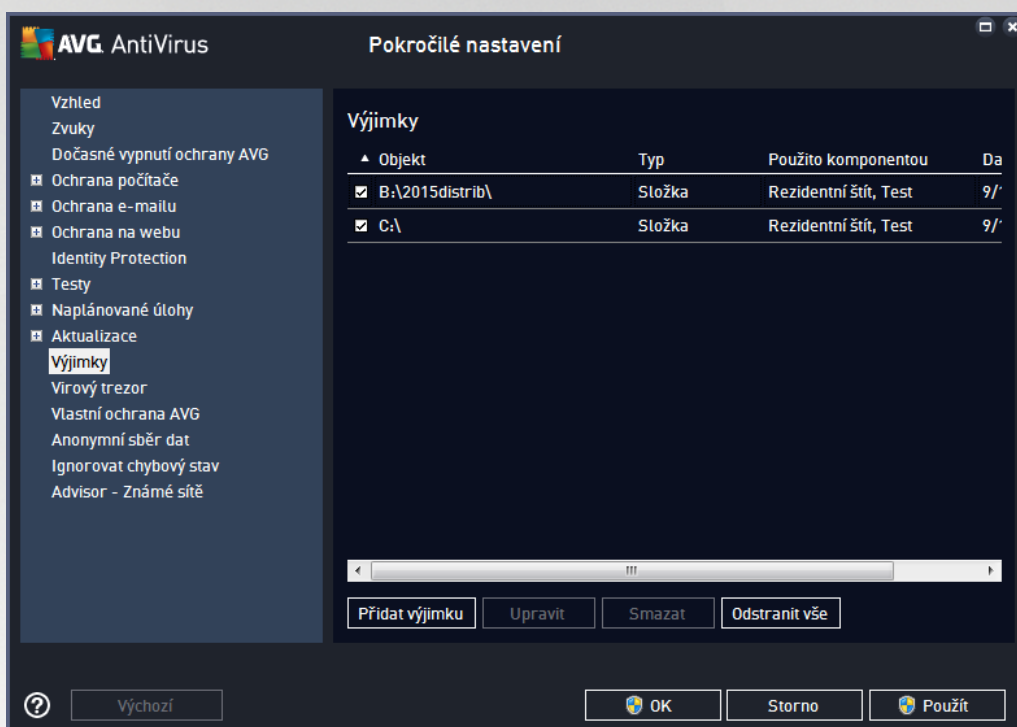 AVG. AntiVirus
Pokročilé nastavení
Vzhled
Zvuky
Dočasné vypnutí ochrany AVG
Ochrana počítače
Ochrana e-mailu
Ochrana na webu
Identity Protection
Testy
Naplánované úlohy
Aktualizace
Výjimky
Virový trezor
Vlastní ochrana AVG
Anonymní sběr dat
Ignorovat chybový stav
Advisor - Známé sítě
Výjimky
Objekt Typ Použito komponentou Da
B:\2015distrib\ Složka Rezidentní štít, Test 9/
C:\ Složka Rezidentní štít, Test 9/
Přidat výjimku Upravit Smazat Odstranit vše
Výchozí OK Storno Použít